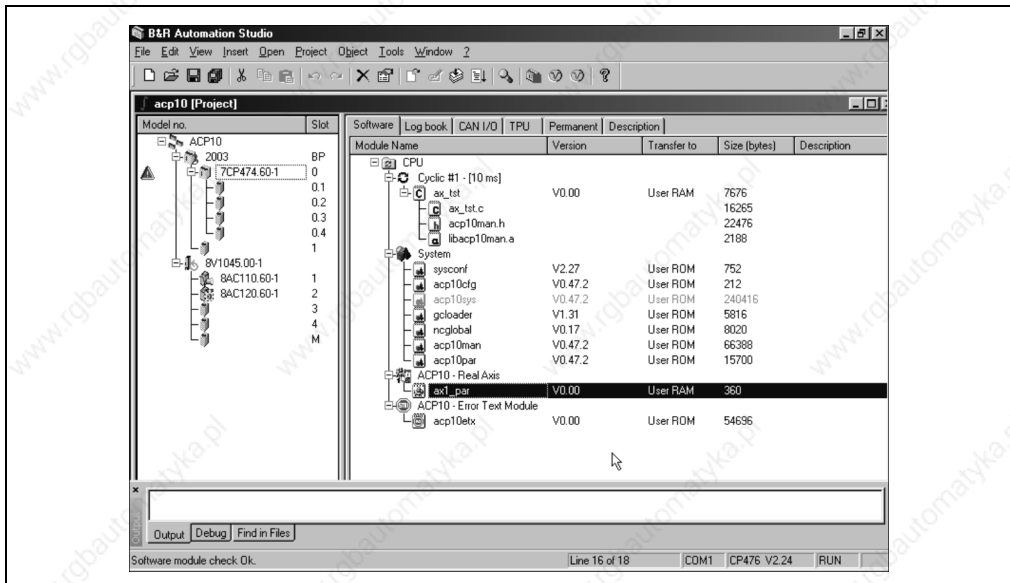 B&R Automation Studio
File Edit View Insert Open Project Object Tools Window ?
acp10 [Project]
Model no. Slot
ACP10
2003 BP
7CP474.60-1 0
0.1
0.2
0.3
0.4
1
8V1045.00-1
8AC110.60-1 1
8AC120.60-1 2
3
4
M
Software Log book CAN I/O TPU Permanent Description
Module Name Version Transfer to Size (bytes) Description
CPU
Cyclic #1 - [10 ms]
ax_tst V0.00 User RAM 7676
ax_tst.c 16265
acp10man.h 22476
libacp10man.a 2188
System
sysconf V2.27 User ROM 752
acp10cfg V0.47.2 User ROM 212
acp10sys V0.47.2 User ROM 240416
gcloader V1.31 User ROM 5816
ncglobal V0.17 User ROM 8020
acp10man V0.47.2 User ROM 66388
acp10par V0.47.2 User ROM 15700
ACP10 - Real Axis
ax1_par V0.00 User RAM 360
ACP10 - Error Text Module
acp10etx V0.00 User ROM 54696
Output Debug Find in Files
Software module check Ok. Line 16 of 18 COM1 CP476 V2.24 RUN